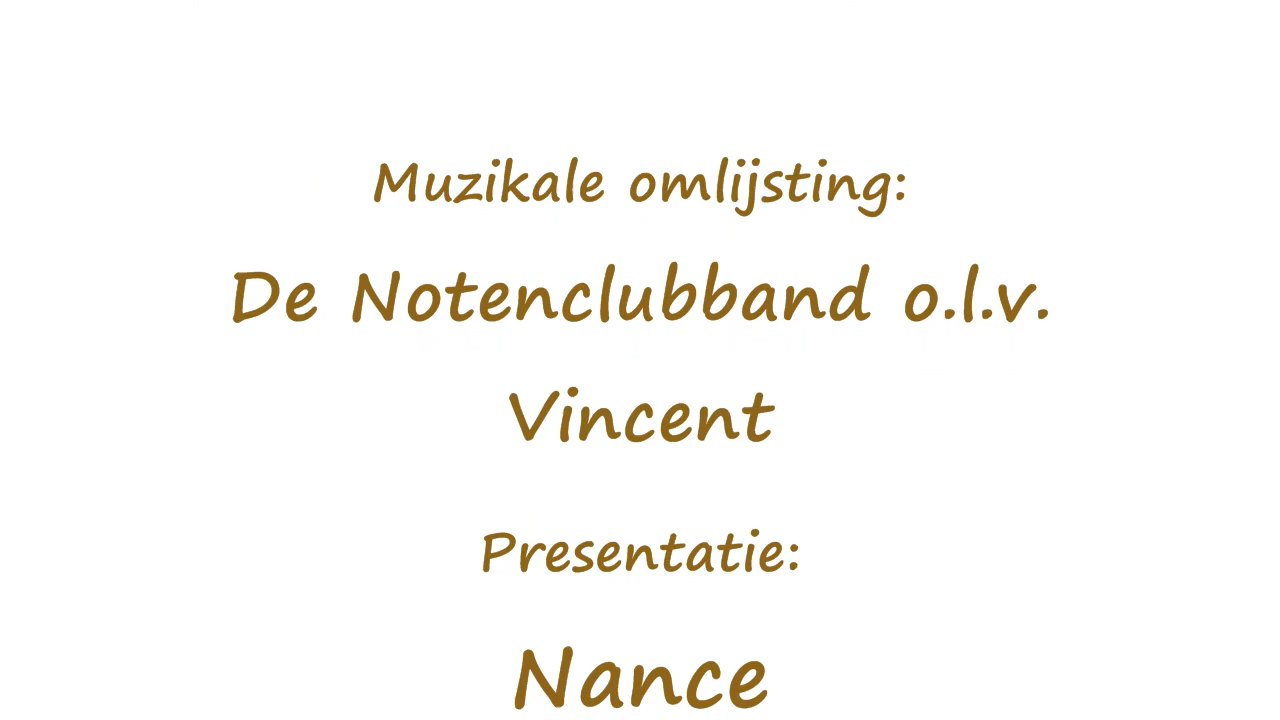 Muzikale omlijsting:
De Notenclubband o.l.v.
Vincent
Presentatie:
Nance